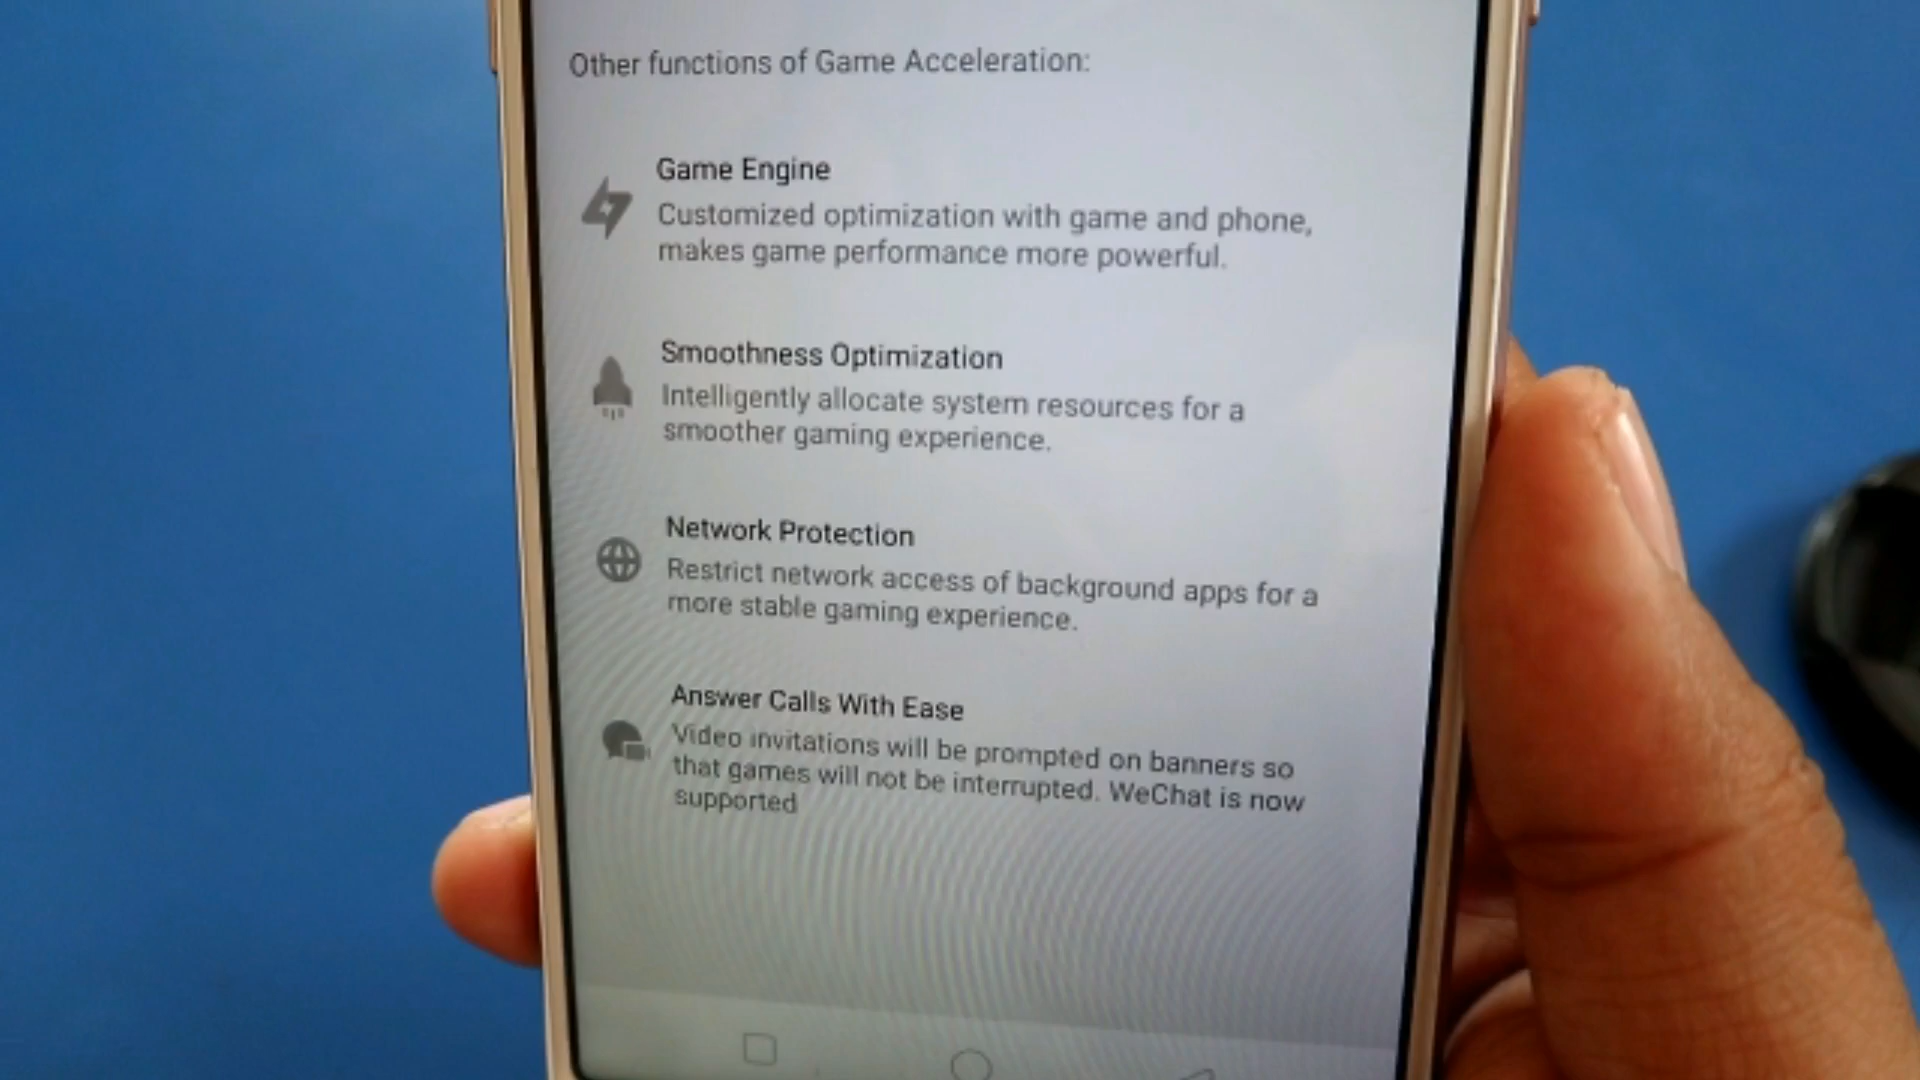 Other functions of Game Acceleration:
Game Engine
Customized optimization with game and phone,
makes game performance more powerful.
Smoothness Optimization
Intelligently allocate system resources for a
smoother gaming experience.
Network Protection
Restrict network access of background apps for a
more stable gaming experience.
Answer Calls With Ease
Video invitations will be prompted on banners so
that games will not be interrupted. WeChat is now
supported